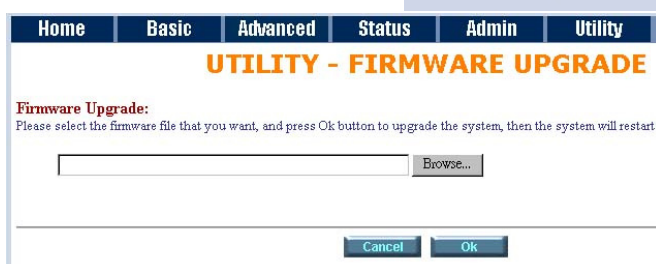 Home Basic Advanced Status Admin Utility
UTILITY - FIRMWARE UPGRADE
Firmware Upgrade:
Please select the firmware file that you want, and press Ok button to upgrade the system, then the system will restart
Browse...
Cancel Ok